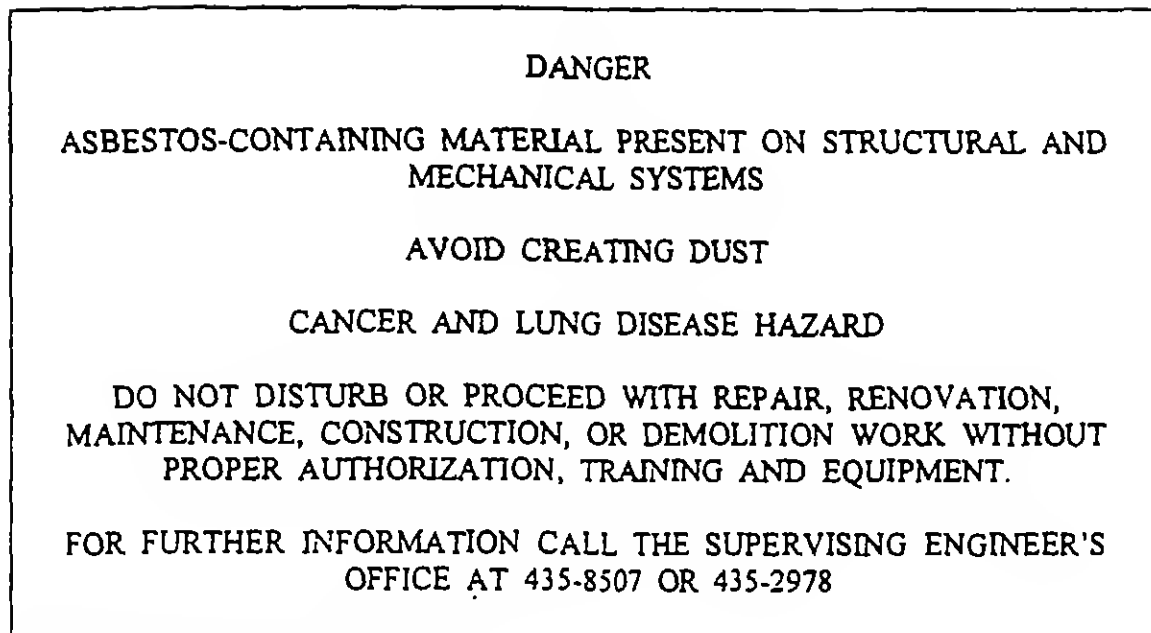 DANGER
ASBESTOS-CONTAINING MATERIAL PRESENT ON STRUCTURAL AND
MECHANICAL SYSTEMS
AVOID CREATING DUST
CANCER AND LUNG DISEASE HAZARD
DO NOT DISTURB OR PROCEED WITH REPAIR, RENOVATION,
MAINTENANCE, CONSTRUCTION, OR DEMOLITION WORK WITHOUT
PROPER AUTHORIZATION, TRAINING AND EQUIPMENT.
FOR FURTHER INFORMATION CALL THE SUPERVISING ENGINEER'S
OFFICE AT 435-8507 OR 435-2978